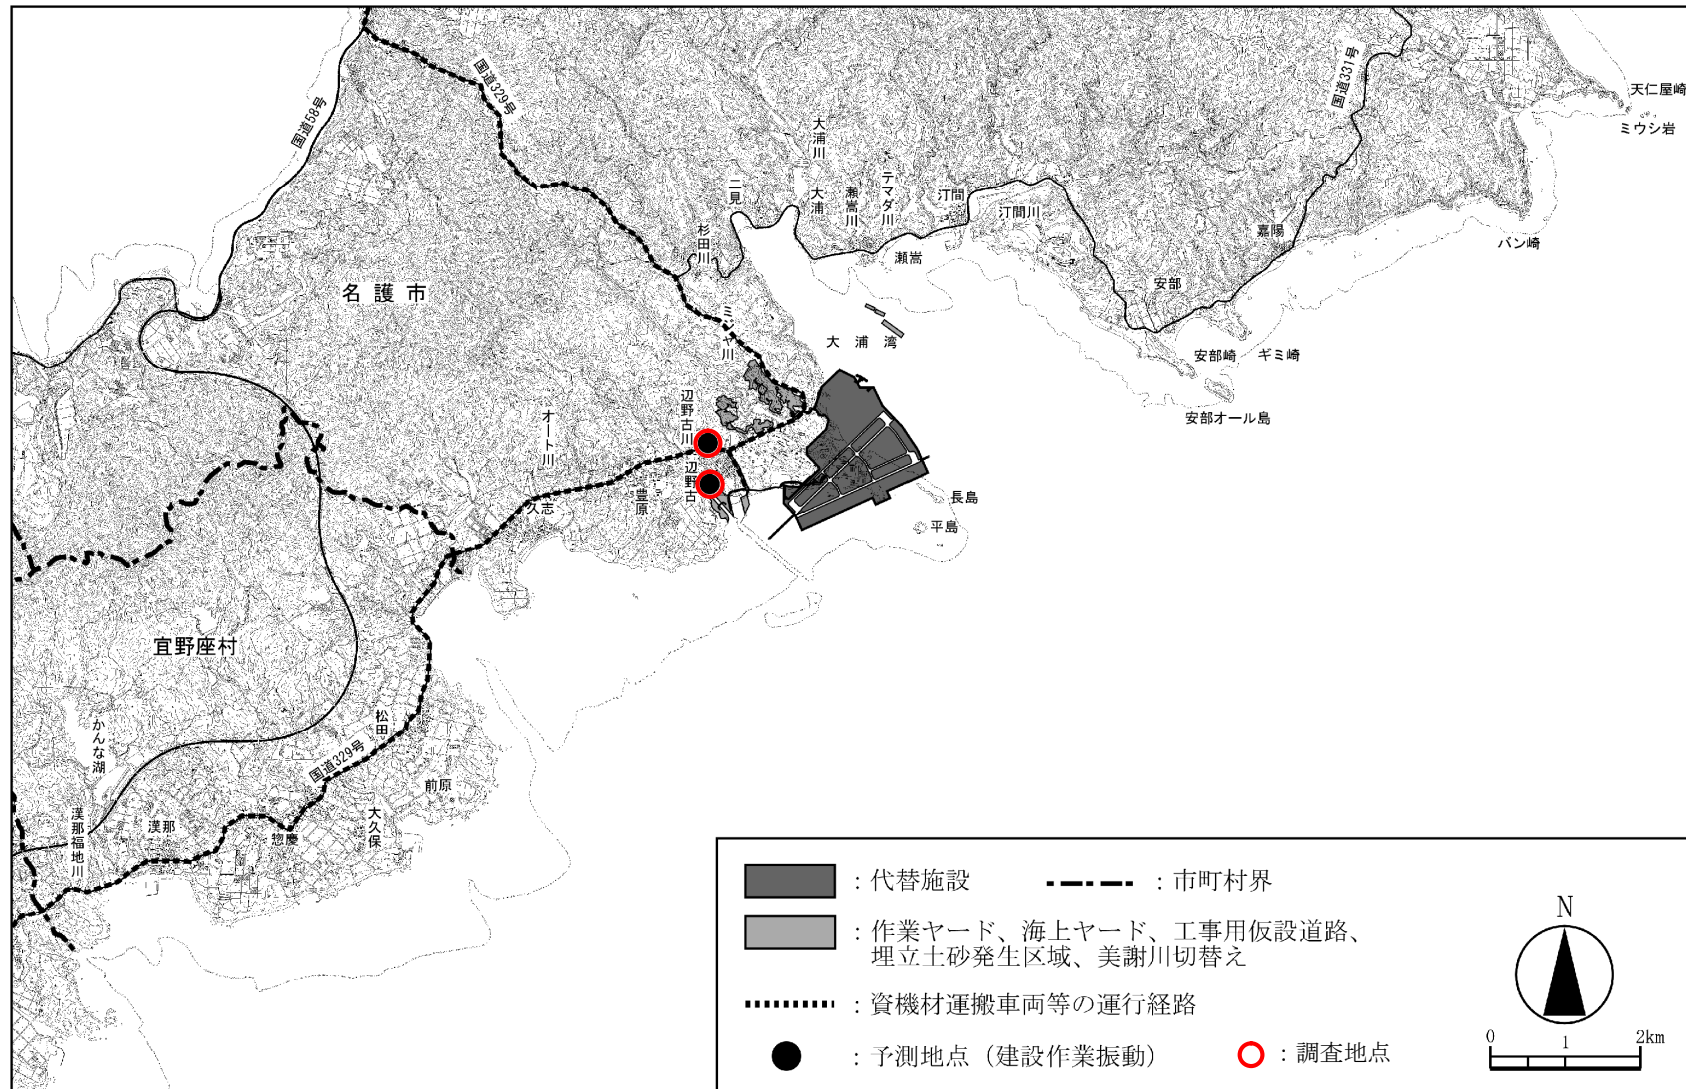 国道58号
国道329号
国道331号
天仁屋崎
ミウシ岩
バン崎
嘉陽
安部
安部崎
ギミ崎
安部オール島
汀間
汀間川
テマダ川
瀬嵩川
瀬嵩
大浦川
大浦
二見
杉田川
名護市
ミジャ川
大浦湾
辺野古川
辺野古
オート川
久志
豊原
長島
平島
宜野座村
かんな湖
松田
国道329号
前原
大久保
惣慶
漢那
漢那福地川
：代替施設
：市町村界
：作業ヤード、海上ヤード、工事用仮設道路、
埋立土砂発生区域、美謝川切替え
：資機材運搬車両等の運行経路
：予測地点（建設作業振動）
：調査地点
N
0 1 2km